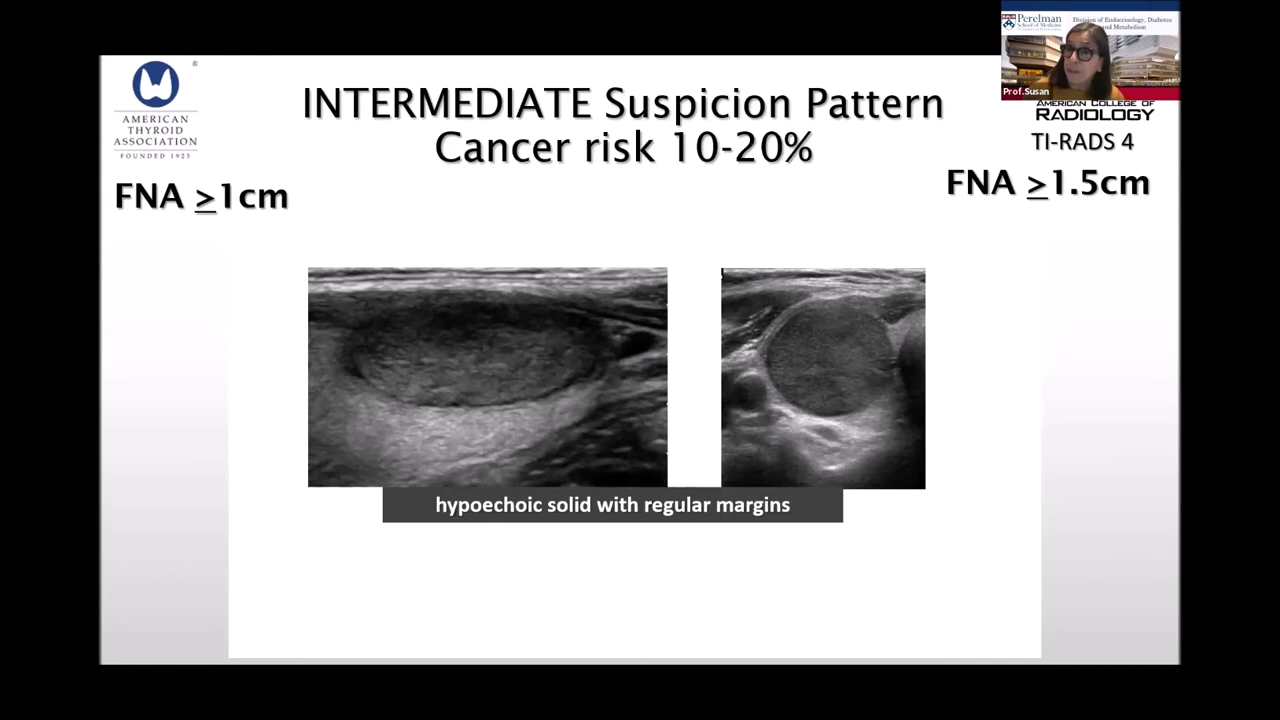 Perelman
School of Medicine
Division of Endocrinology, Diabetes
and Metabolism
Prof.Susan
®
AMERICAN
THYROID
ASSOCIATION
FOUNDED 1923
INTERMEDIATE Suspicion Pattern
Cancer risk 10-20%
AMERICAN COLLEGE OF
RADIOLOGY
TI-RADS 4
FNA ≥1cm
FNA ≥1.5cm
hypoechoic solid with regular margins